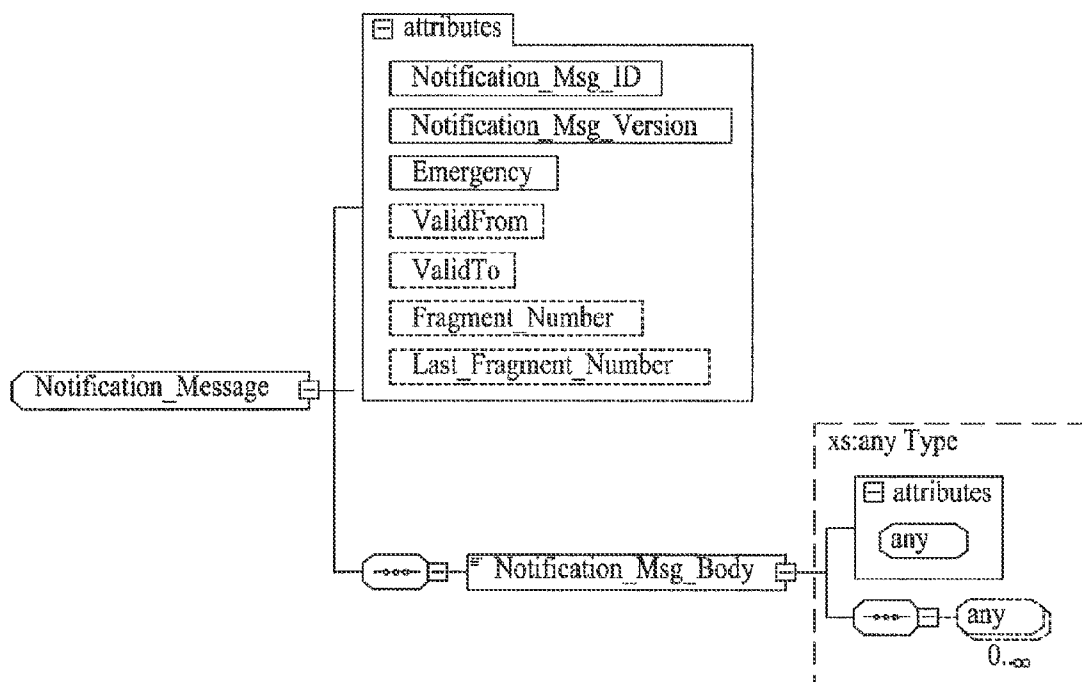 attributes
Notification_Msg_ID
Notification_Msg_Version
Emergency
ValidFrom
ValidTo
Fragment_Number
Last_Fragment_Number
Notification_Message
xs:any Type
attributes
any
Notification_Msg_Body
any
0..∞